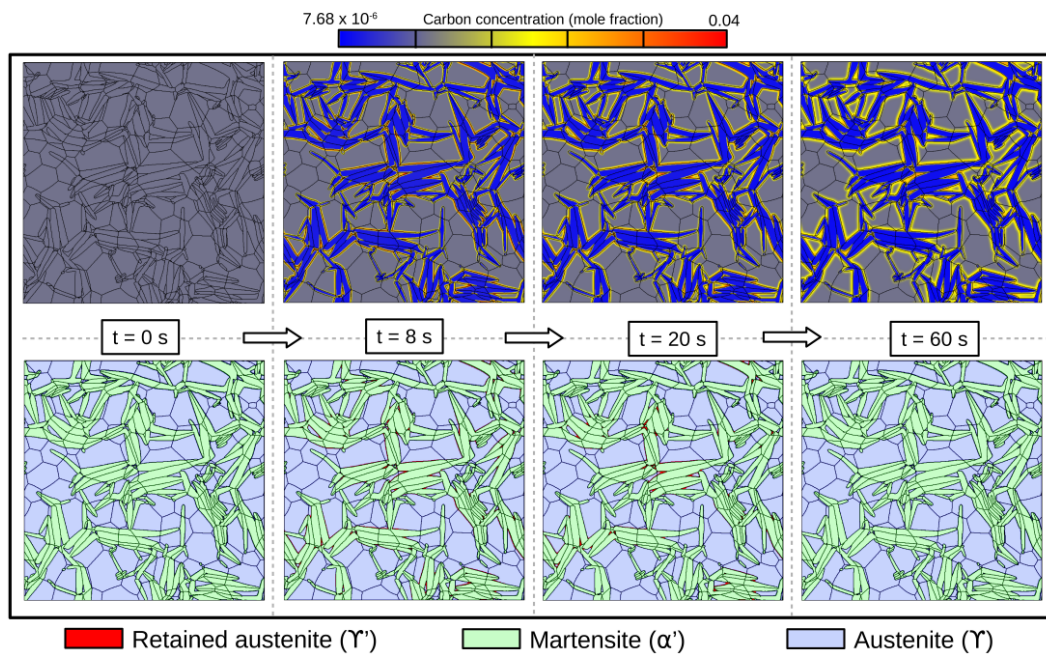 7.68 x 10⁻⁶ Carbon concentration (mole fraction) 0.04
t = 0 s t = 8 s t = 20 s t = 60 s
Retained austenite (ϒ') Martensite (α') Austenite (ϒ)